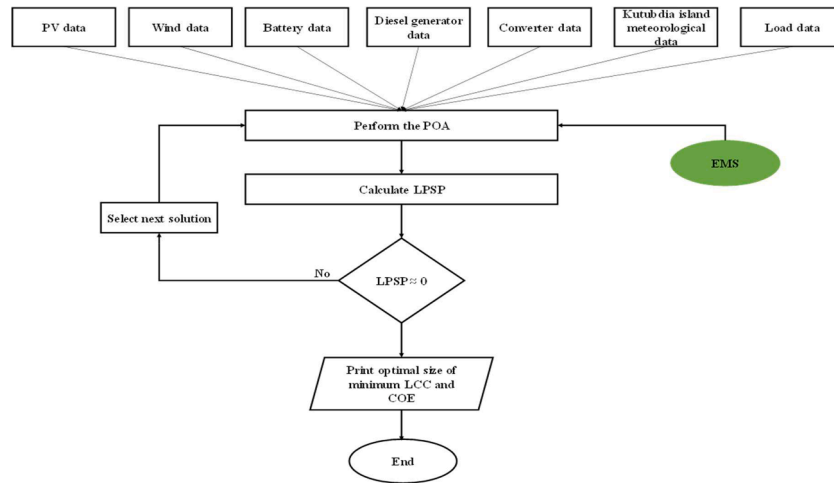 PV data
Wind data
Battery data
Diesel generator
data
Converter data
Kutubdia island
meteorological
data
Load data
Perform the POA
EMS
Calculate LPSP
Select next solution
No
LPSP ≈ 0
Print optimal size of
minimum LCC and
COE
End